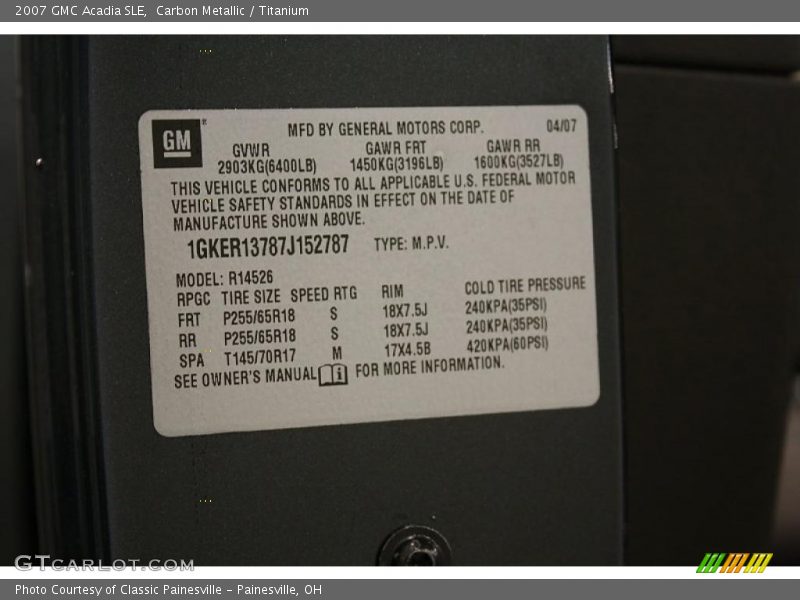 2007 GMC Acadia SLE, Carbon Metallic / Titanium
GM
MFD BY GENERAL MOTORS CORP. 04/07
GVWR GAWR FRT GAWR RR
2903KG(6400LB) 1450KG(3196LB) 1600KG(3527LB)
THIS VEHICLE CONFORMS TO ALL APPLICABLE U.S. FEDERAL MOTOR
VEHICLE SAFETY STANDARDS IN EFFECT ON THE DATE OF
MANUFACTURE SHOWN ABOVE.
1GKER13787J152787 TYPE: M.P.V.
MODEL: R14526
RPGC TIRE SIZE SPEED RTG RIM COLD TIRE PRESSURE
FRT P255/65R18 S 18X7.5J 240KPA(35PSI)
RR P255/65R18 S 18X7.5J 240KPA(35PSI)
SPA T145/70R17 M 17X4.5B 420KPA(60PSI)
SEE OWNER'S MANUAL i FOR MORE INFORMATION.
GTCARLOT.COM
Photo Courtesy of Classic Painesville - Painesville, OH